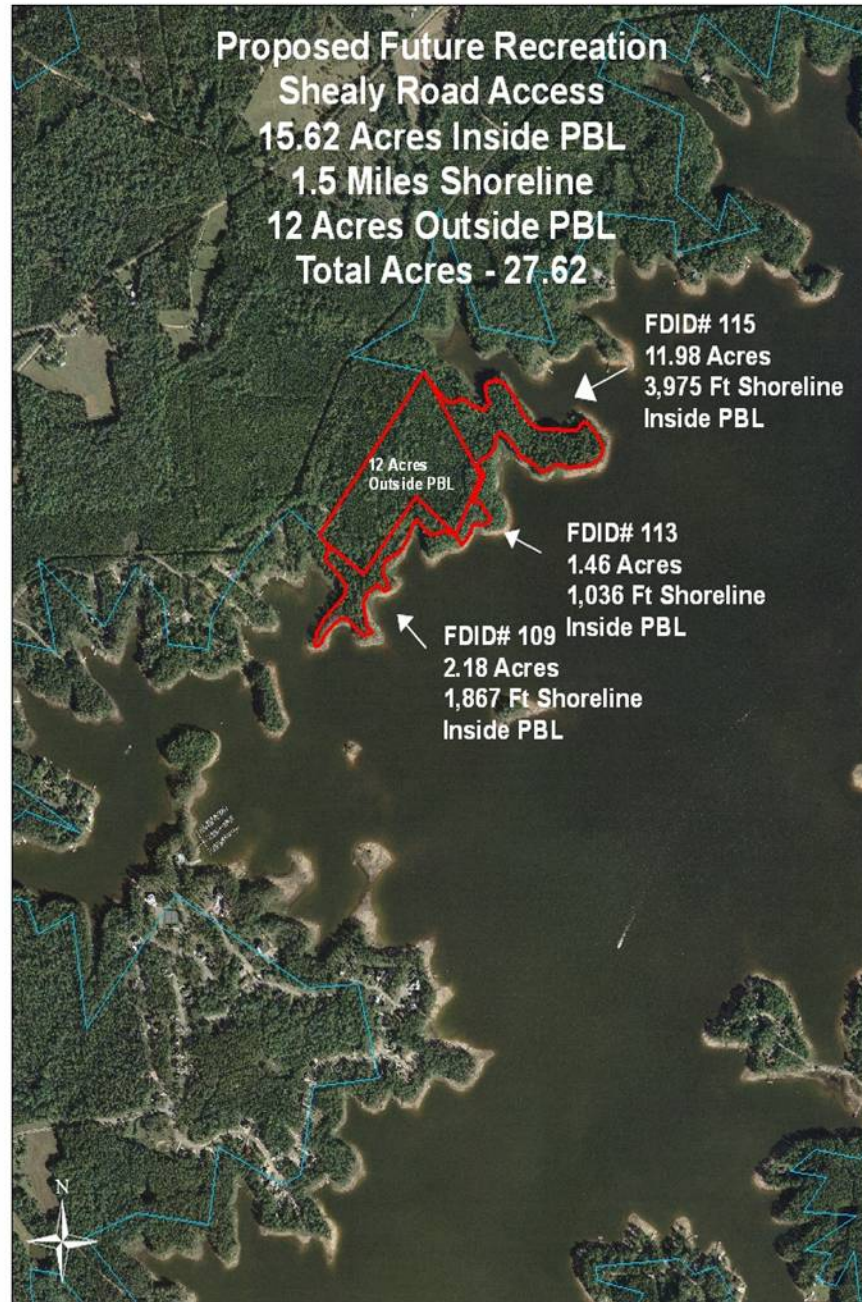 Proposed Future Recreation
Shealy Road Access
15.62 Acres Inside PBL
1.5 Miles Shoreline
12 Acres Outside PBL
Total Acres - 27.62
FDID# 115
11.98 Acres
3,975 Ft Shoreline
Inside PBL
12 Acres
Outside PBL
FDID# 113
1.46 Acres
1,036 Ft Shoreline
Inside PBL
FDID# 109
2.18 Acres
1,867 Ft Shoreline
Inside PBL
N